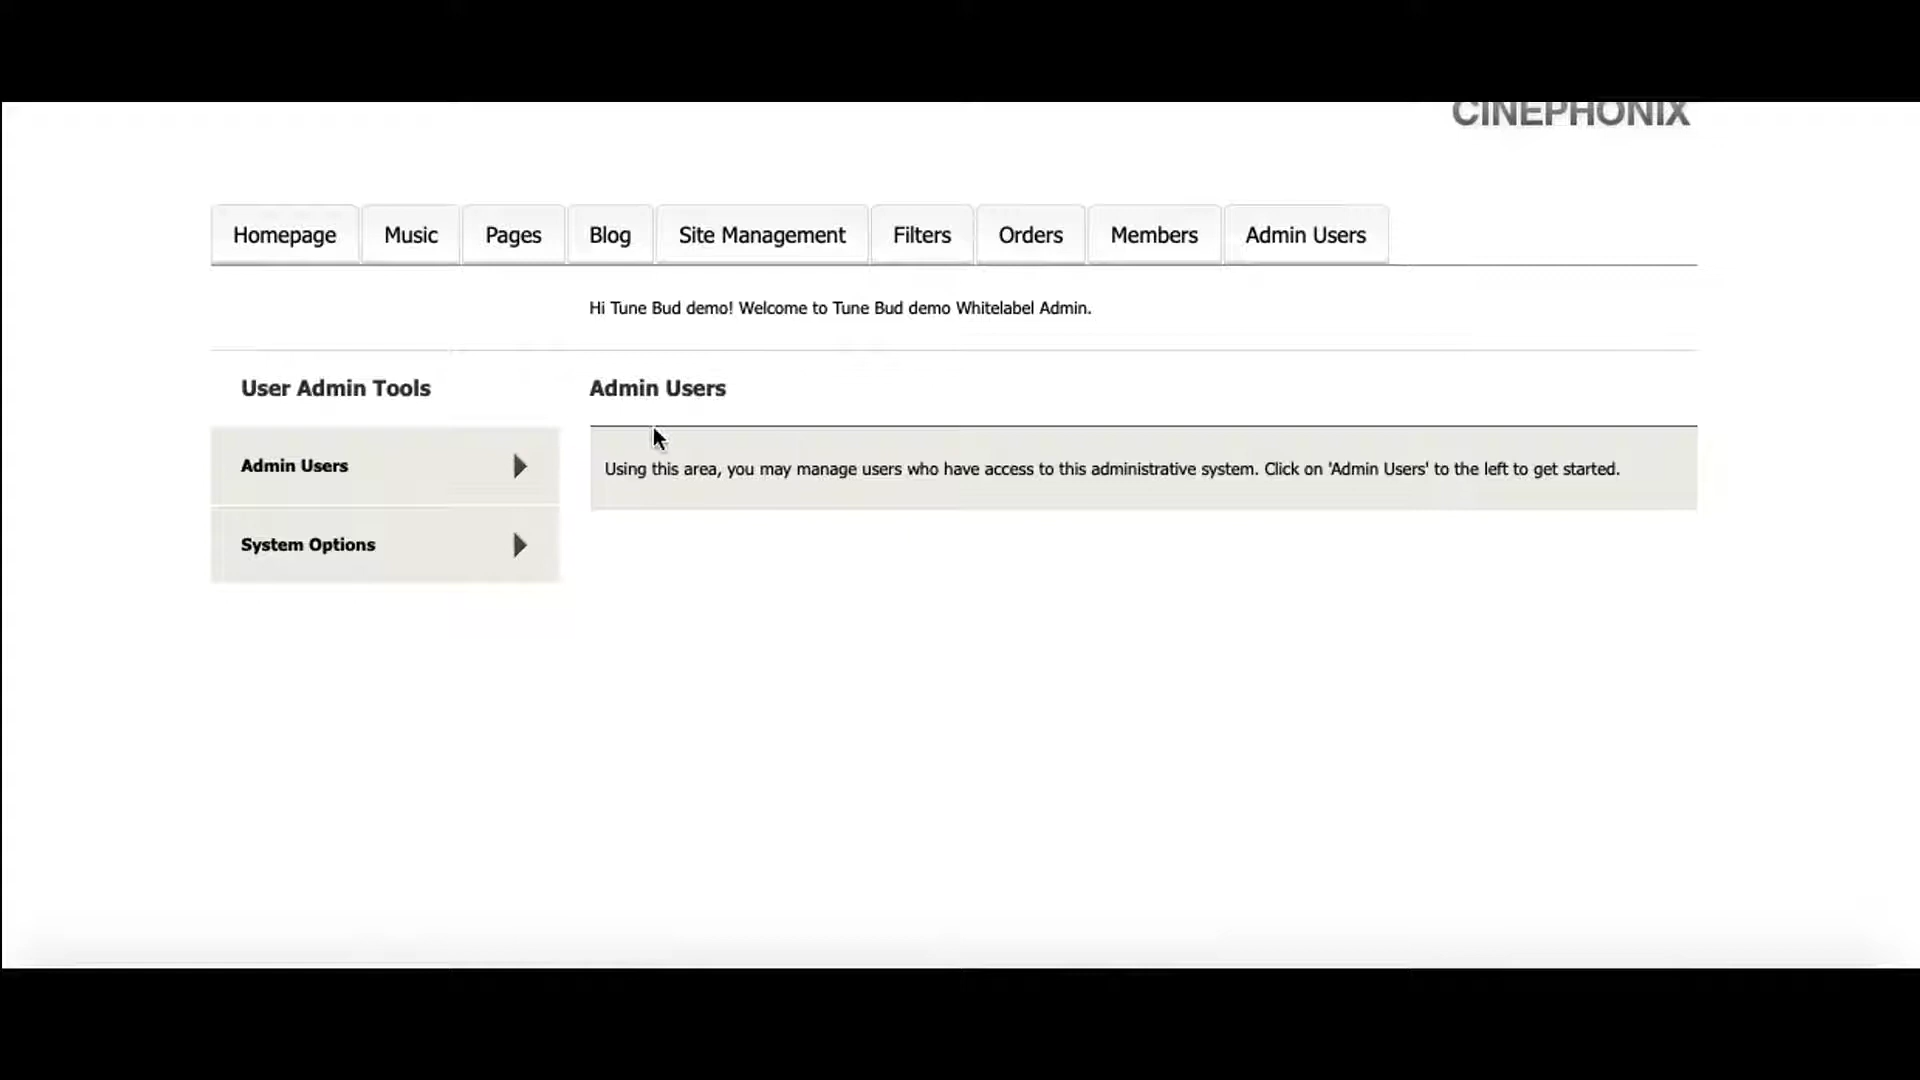 CINEPHONIX
Homepage Music Pages Blog Site Management Filters Orders Members Admin Users
Hi Tune Bud demo! Welcome to Tune Bud demo Whitelabel Admin.
User Admin Tools
Admin Users
System Options
Admin Users
Using this area, you may manage users who have access to this administrative system. Click on 'Admin Users' to the left to get started.